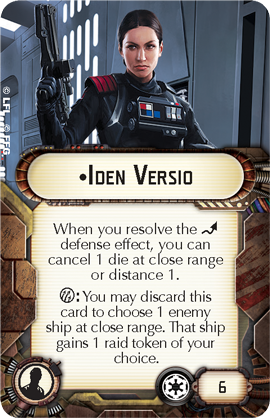 © LFL © FFG
•Iden Versio
When you resolve the
defense effect, you can
cancel 1 die at close range
or distance 1.
: You may discard this
card to choose 1 enemy
ship at close range. That ship
gains 1 raid token of your
choice.
6